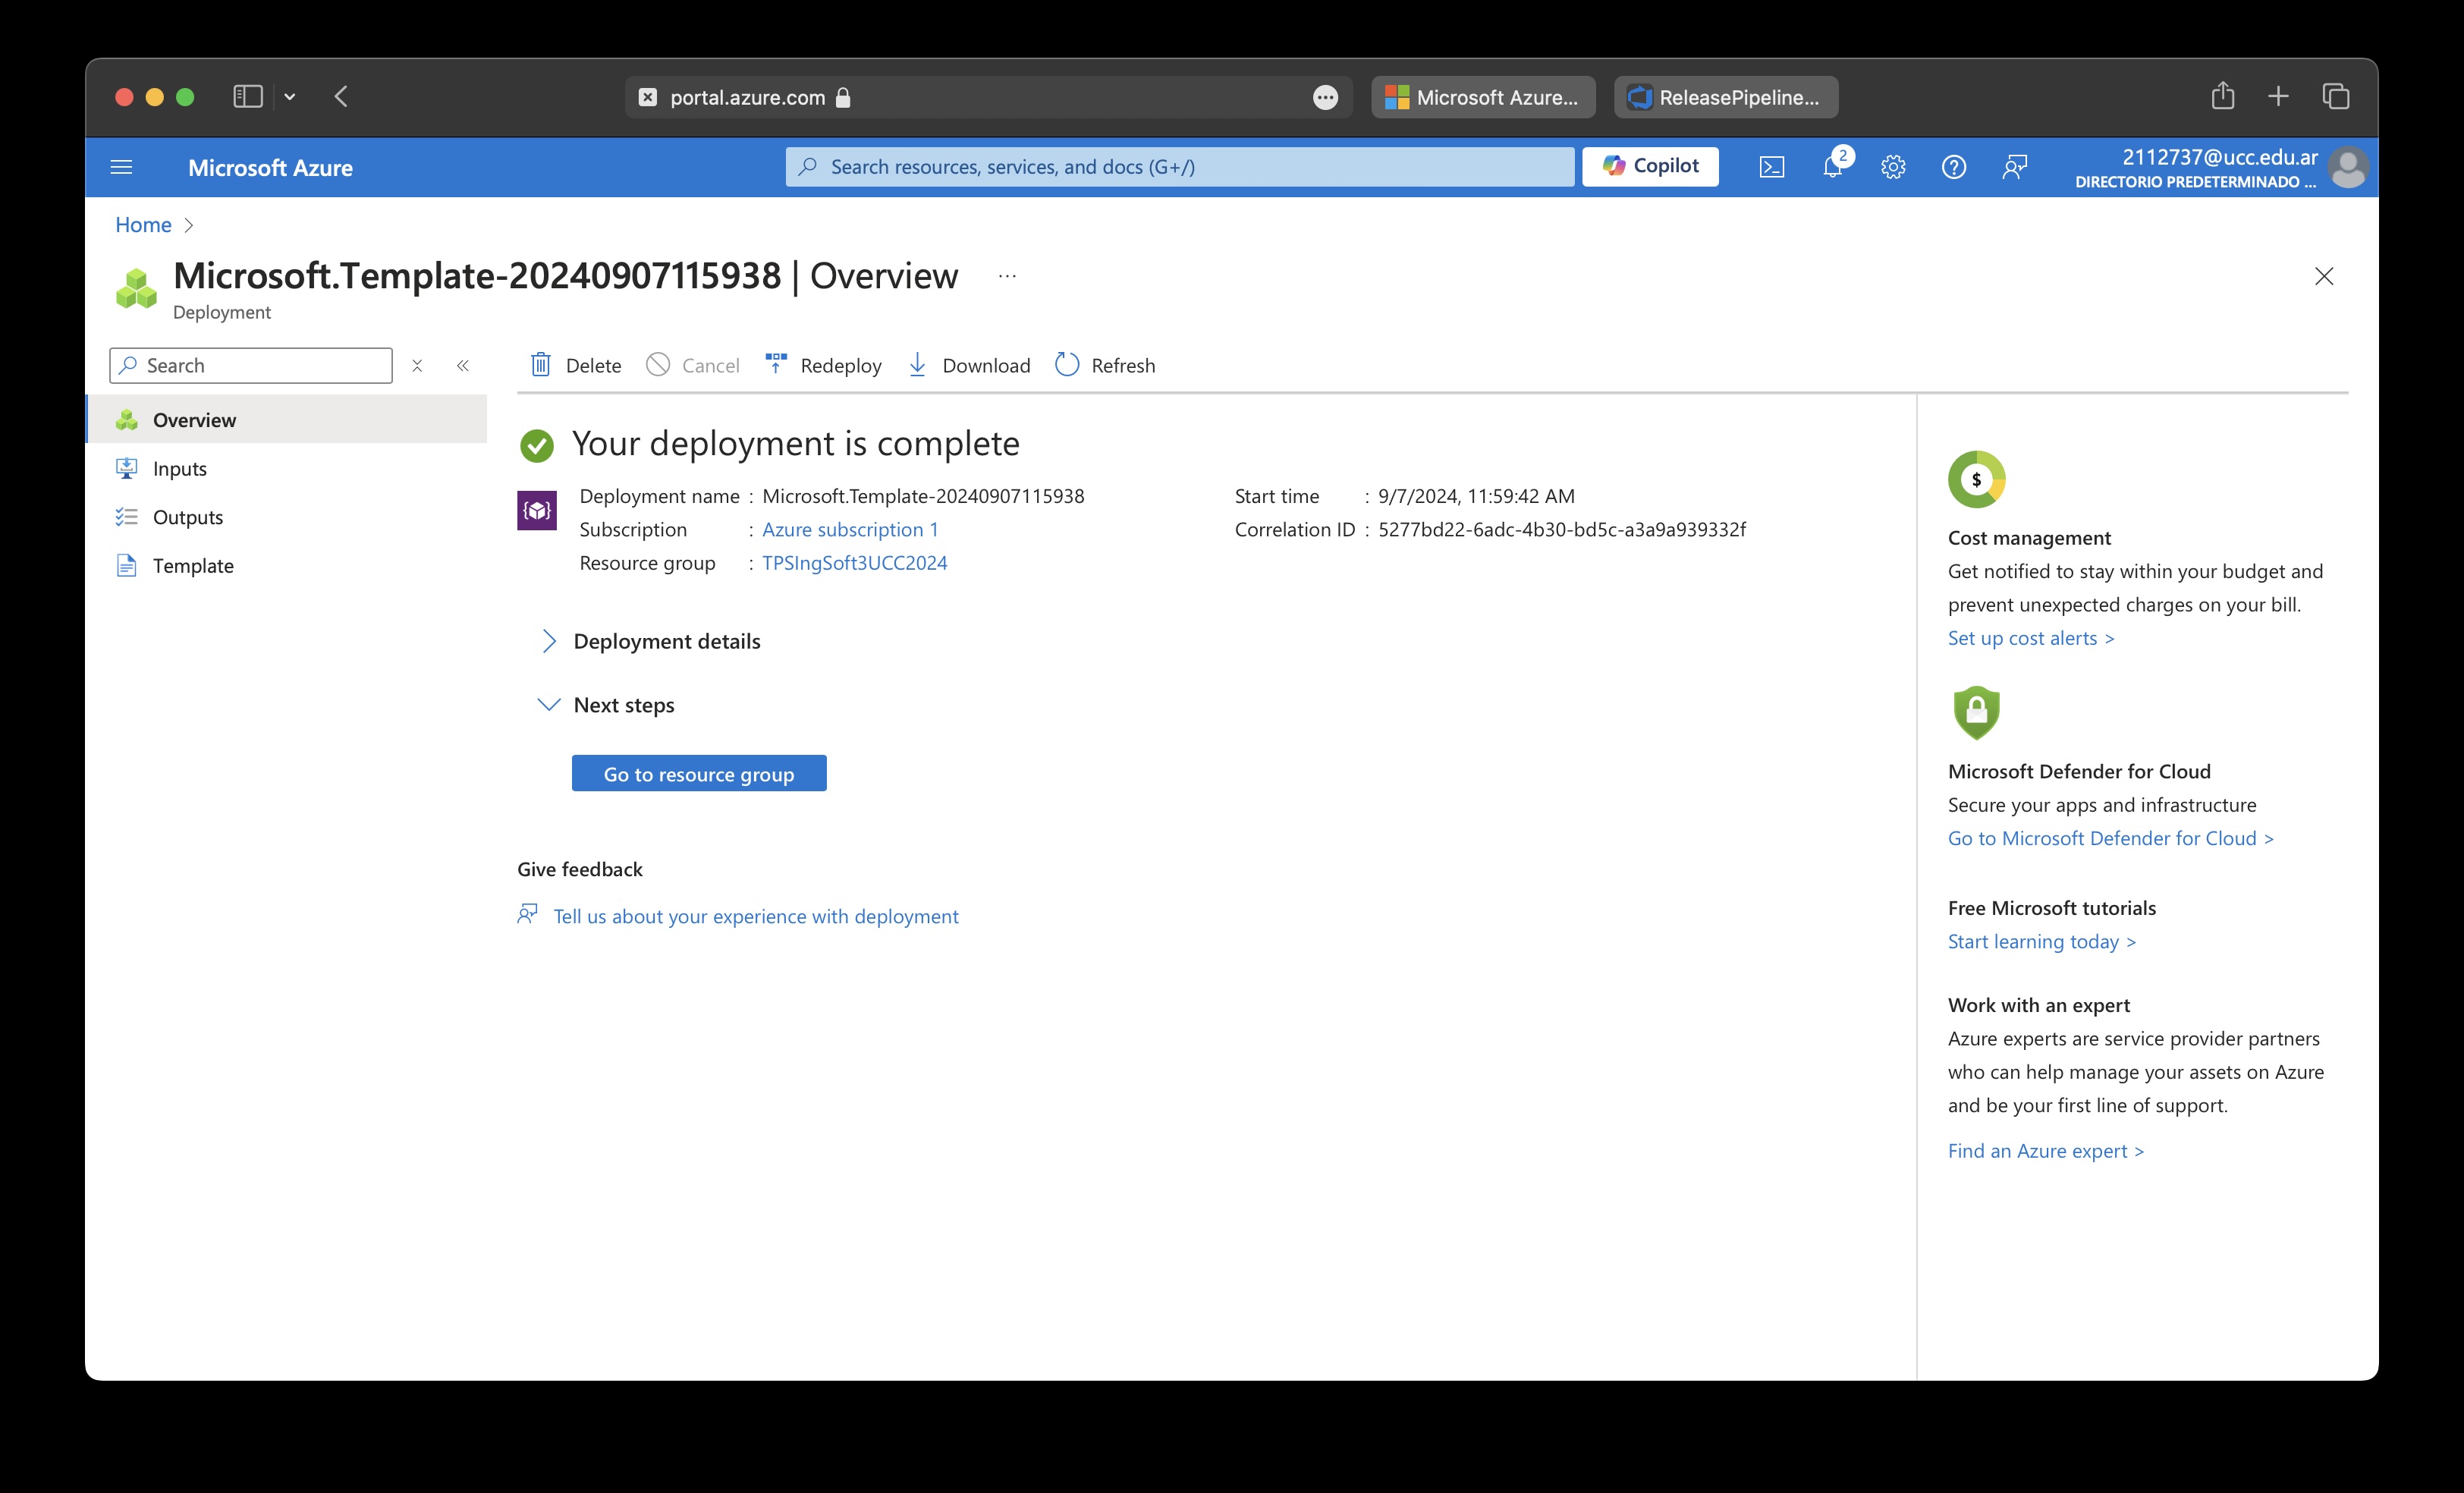 portal.azure.com
Microsoft Azure...
ReleasePipeline...
Microsoft Azure
Search resources, services, and docs (G+/)
Copilot
2
2112737@ucc.edu.ar
DIRECTORIO PREDETERMINADO ...
Home >
Microsoft.Template-20240907115938 | Overview ...
Deployment
Search
Delete
Cancel
Redeploy
Download
Refresh
Overview
Inputs
Outputs
Template
Your deployment is complete
Deployment name : Microsoft.Template-20240907115938
Subscription : Azure subscription 1
Resource group : TPSIngSoft3UCC2024
Start time : 9/7/2024, 11:59:42 AM
Correlation ID : 5277bd22-6adc-4b30-bd5c-a3a9a939332f
Deployment details
Next steps
Go to resource group
Give feedback
Tell us about your experience with deployment
$
Cost management
Get notified to stay within your budget and
prevent unexpected charges on your bill.
Set up cost alerts >
Microsoft Defender for Cloud
Secure your apps and infrastructure
Go to Microsoft Defender for Cloud >
Free Microsoft tutorials
Start learning today >
Work with an expert
Azure experts are service provider partners
who can help manage your assets on Azure
and be your first line of support.
Find an Azure expert >